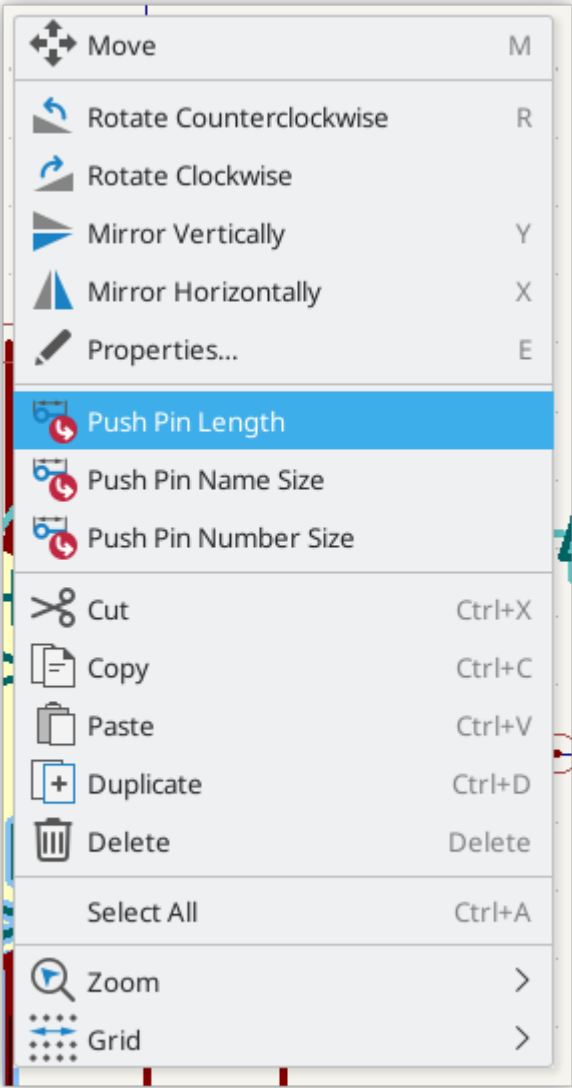 Move M
Rotate Counterclockwise R
Rotate Clockwise
Mirror Vertically Y
Mirror Horizontally X
Properties... E
Push Pin Length
Push Pin Name Size
Push Pin Number Size
Cut Ctrl+X
Copy Ctrl+C
Paste Ctrl+V
Duplicate Ctrl+D
Delete Delete
Select All Ctrl+A
Zoom
Grid